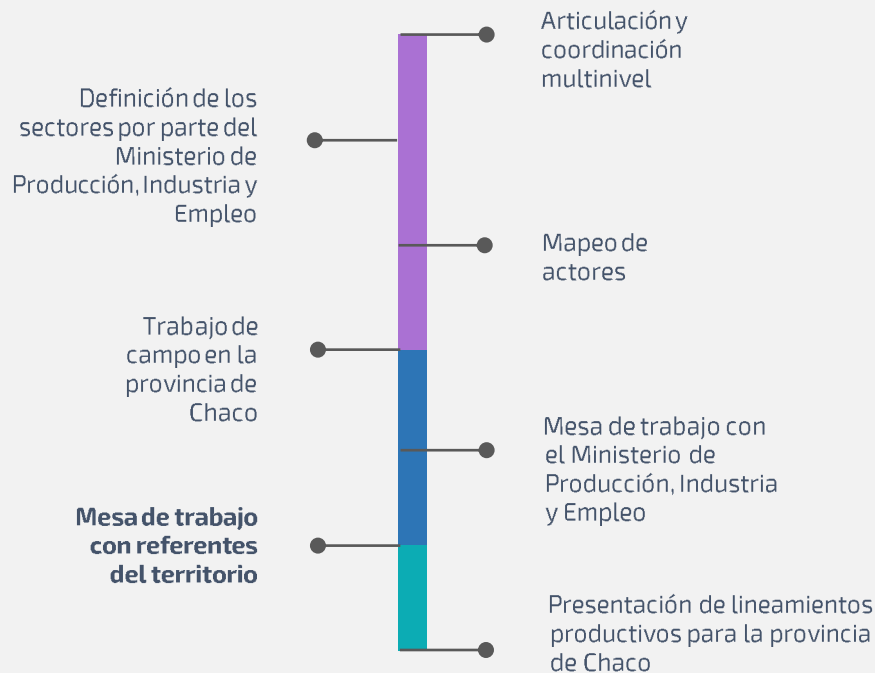 Articulación y
coordinación
multinivel
Definición de los
sectores por parte del
Ministerio de
Producción, Industria y
Empleo
Mapeo de
actores
Trabajo de
campo en la
provincia de
Chaco
Mesa de trabajo con
el Ministerio de
Producción, Industria
y Empleo
Mesa de trabajo
con referentes
del territorio
Presentación de lineamientos
productivos para la provincia
de Chaco